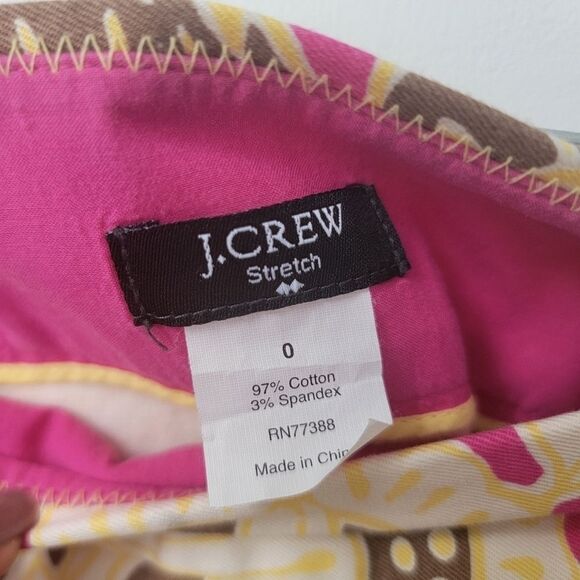 J.CREW
Stretch
0
97% Cotton
3% Spandex
RN77388
Made in Chin